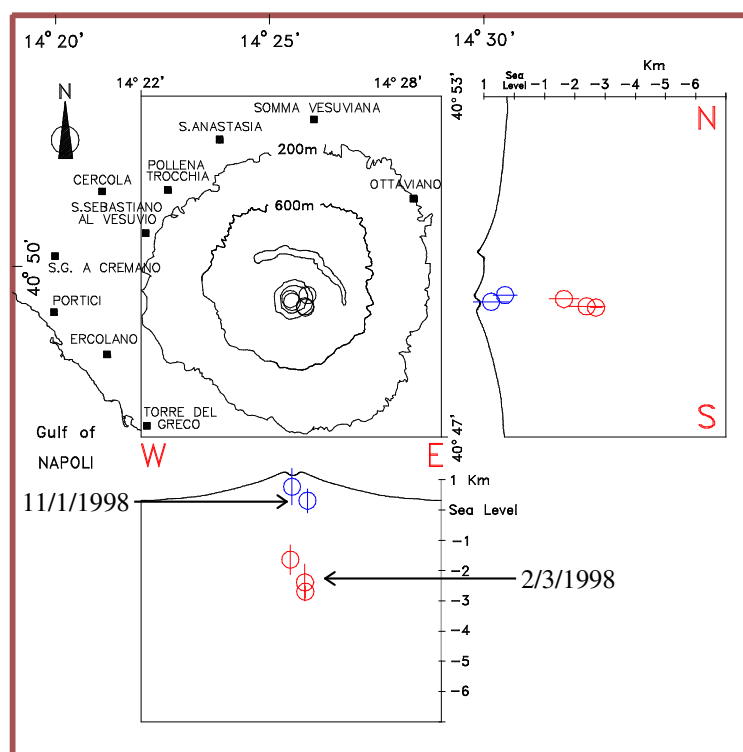 14° 20' 14° 25' 14° 30'
Km
14° 22' 14° 28'
1 Sea Level -1 -2 -3 -4 -5 -6
40° 53'
N
N
SOMMA VESUVIANA
S.ANASTASIA
200m
POLLENA
TROCCHIA
CERCOLA
OTTAVIANO
S.SEBASTIANO
AL VESUVIO
600m
40° 50'
S.G. A CREMANO
PORTICI
ERCOLANO
TORRE DEL
GRECO
S
40° 47'
Gulf of
NAPOLI
W E
1 Km
11/1/1998
Sea Level
-1
-2
2/3/1998
-3
-4
-5
-6